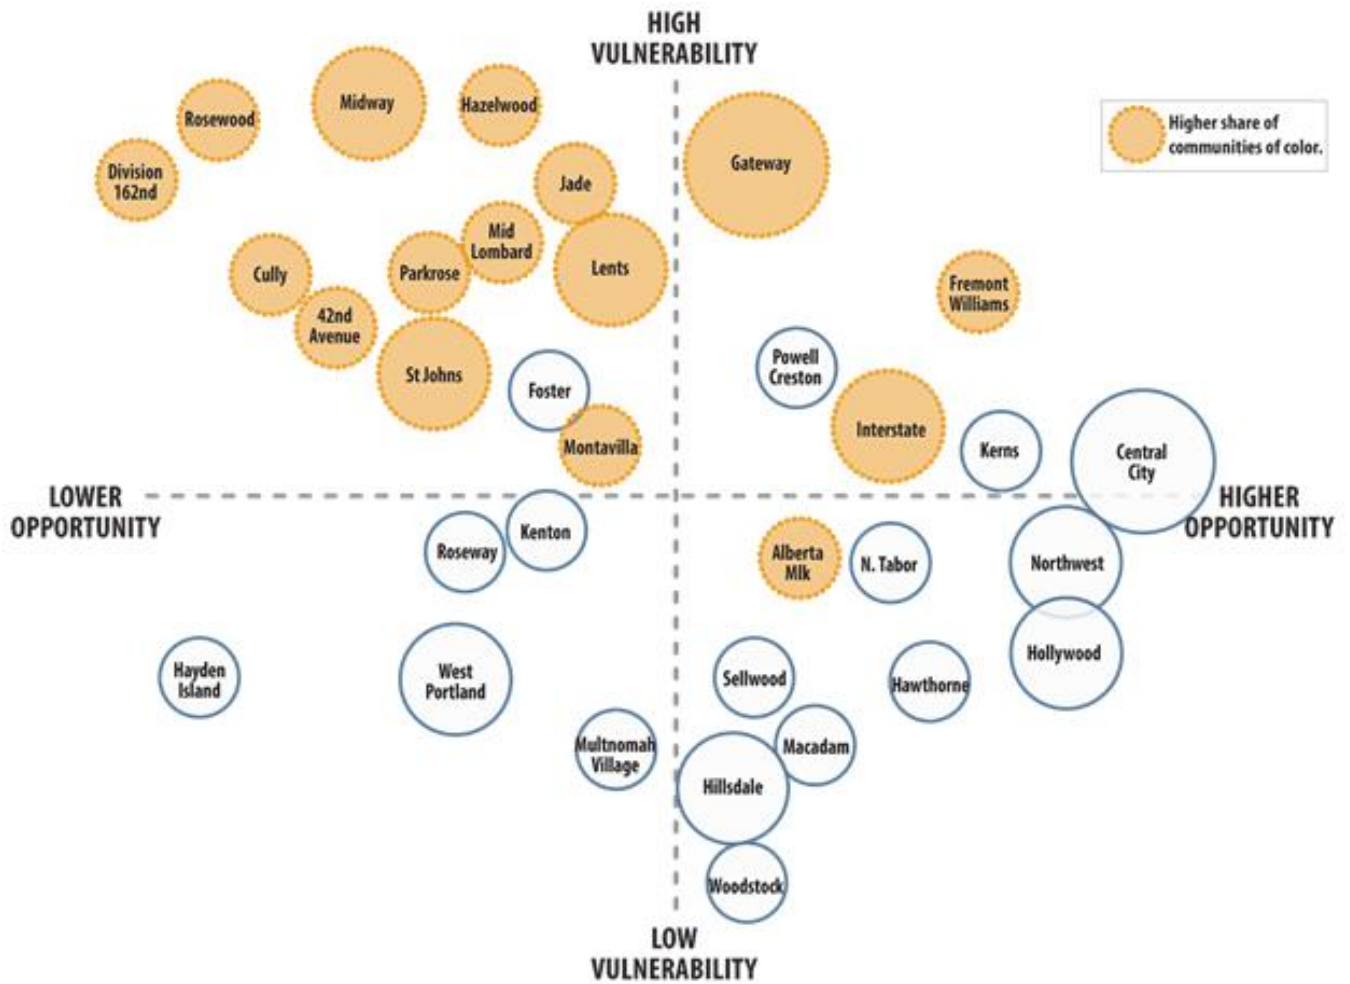 HIGH
VULNERABILITY
Midway
Hazelwood
Rosewood
Higher share of
communities of color.
Division
162nd
Jade
Gateway
Mid
Lombard
Cully
Parkrose
Lents
Fremont
Williams
42nd
Avenue
St Johns
Foster
Powell
Creston
Montavilla
Interstate
Kerns
Central
City
LOWER
OPPORTUNITY
HIGHER
OPPORTUNITY
Roseway
Kenton
Alberta
Mlk
N. Tabor
Northwest
Hayden
Island
West
Portland
Sellwood
Hawthorne
Hollywood
Multnomah
Village
Macadam
Hillsdale
Woodstock
LOW
VULNERABILITY